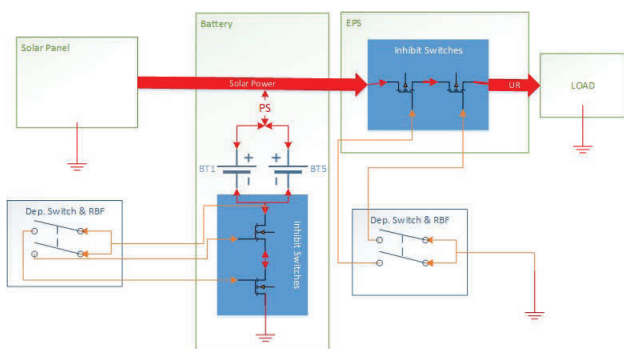 Battery
EPS
Solar Panel
Inhibit Switches
Solar Power
UR
LOAD
PS
BT1
+
+
BT5
-
-
Dep. Switch & RBF
Inhibit Switches
Dep. Switch & RBF